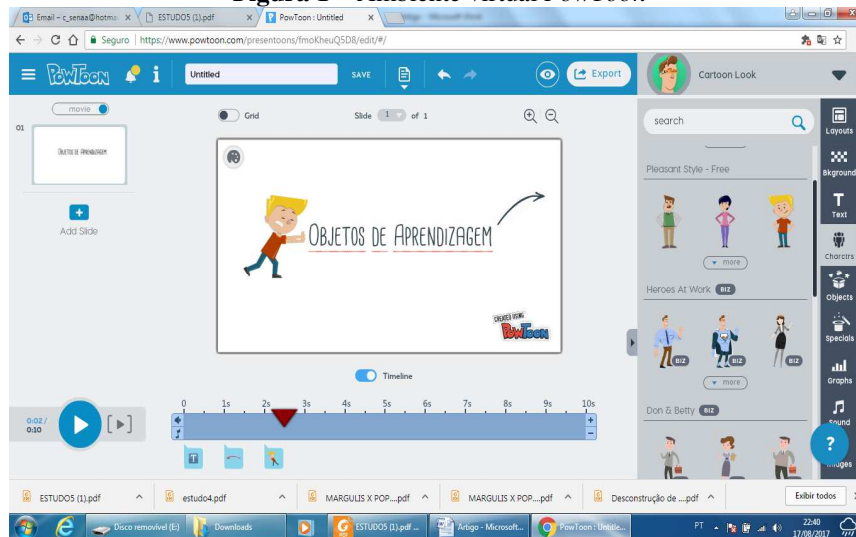 Figura 1 – Ambiente virtual PowToon
Email – c_senaa@hotma
ESTUDO5 (1).pdf
PowToon : Untitled
Seguro | https://www.powtoon.com/presentoons/fmoKheuQ5D8/edit/#/
POWTOON
i
Untitled
SAVE
Export
Cartoon Look
movie
Grid
Slide 1 of 1
search
Layouts
01
OBJETOS DE APRENDIZAGEM
Bkground
Pleasant Style - Free
Add Slide
Text
OBJETOS DE APRENDIZAGEM
Charctrs
more
Heroes At Work BIZ
Objects
CREATED USING
POWTOON
Specials
BIZ BIZ BIZ
Timeline
more
Graphs
0 1s 2s 3s 4s 5s 6s 7s 8s 9s 10s
Don & Betty BIZ
Sound
0:02 /
0:10
?
T
Images
ESTUDO5 (1).pdf
estudo4.pdf
MARGULIS X POP....pdf
MARGULIS X POP....pdf
Desconstrução de ....pdf
Exibir todos
Disco removível (E:)
Downloads
ESTUDO5 (1).pdf ...
Artigo - Microsoft...
PowToon : Untitle...
PT
22:40
17/08/2017